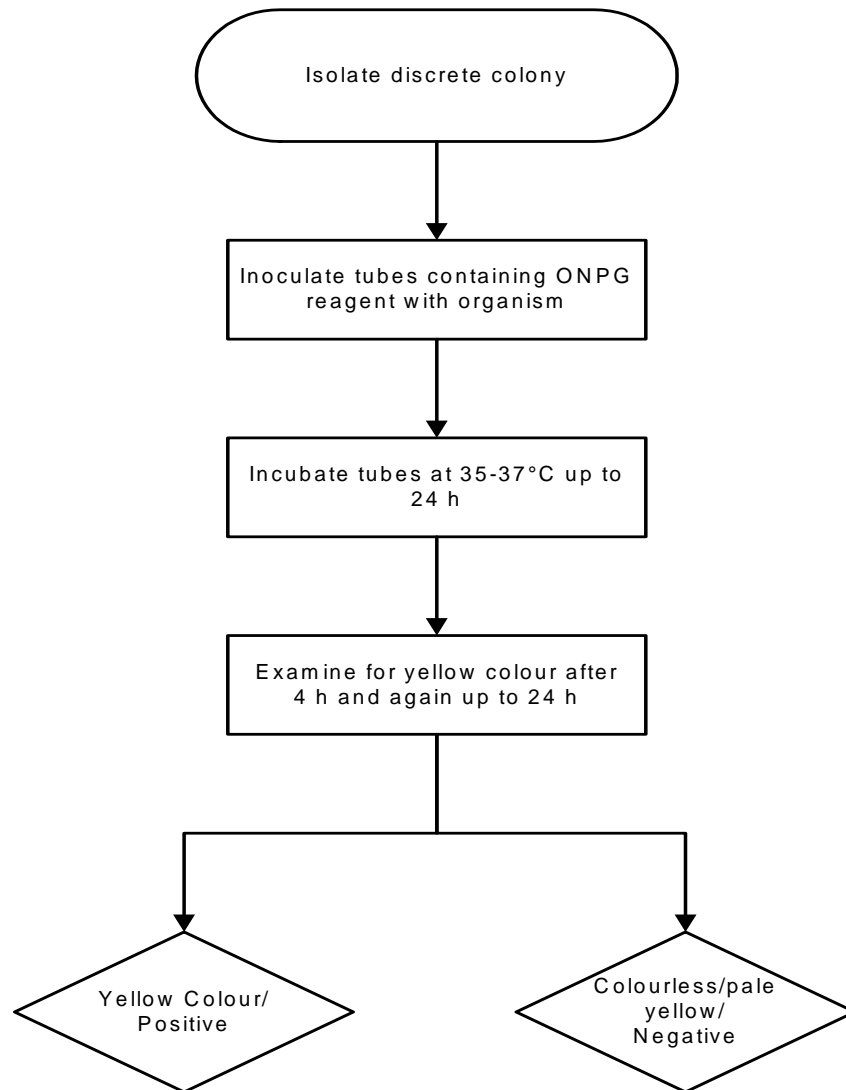 Isolate discrete colony
Inoculate tubes containing ONPG
reagent with organism
Incubate tubes at 35-37°C up to
24 h
Examine for yellow colour after
4 h and again up to 24 h
Yellow Colour/
Positive
Colourless/pale
yellow/
Negative